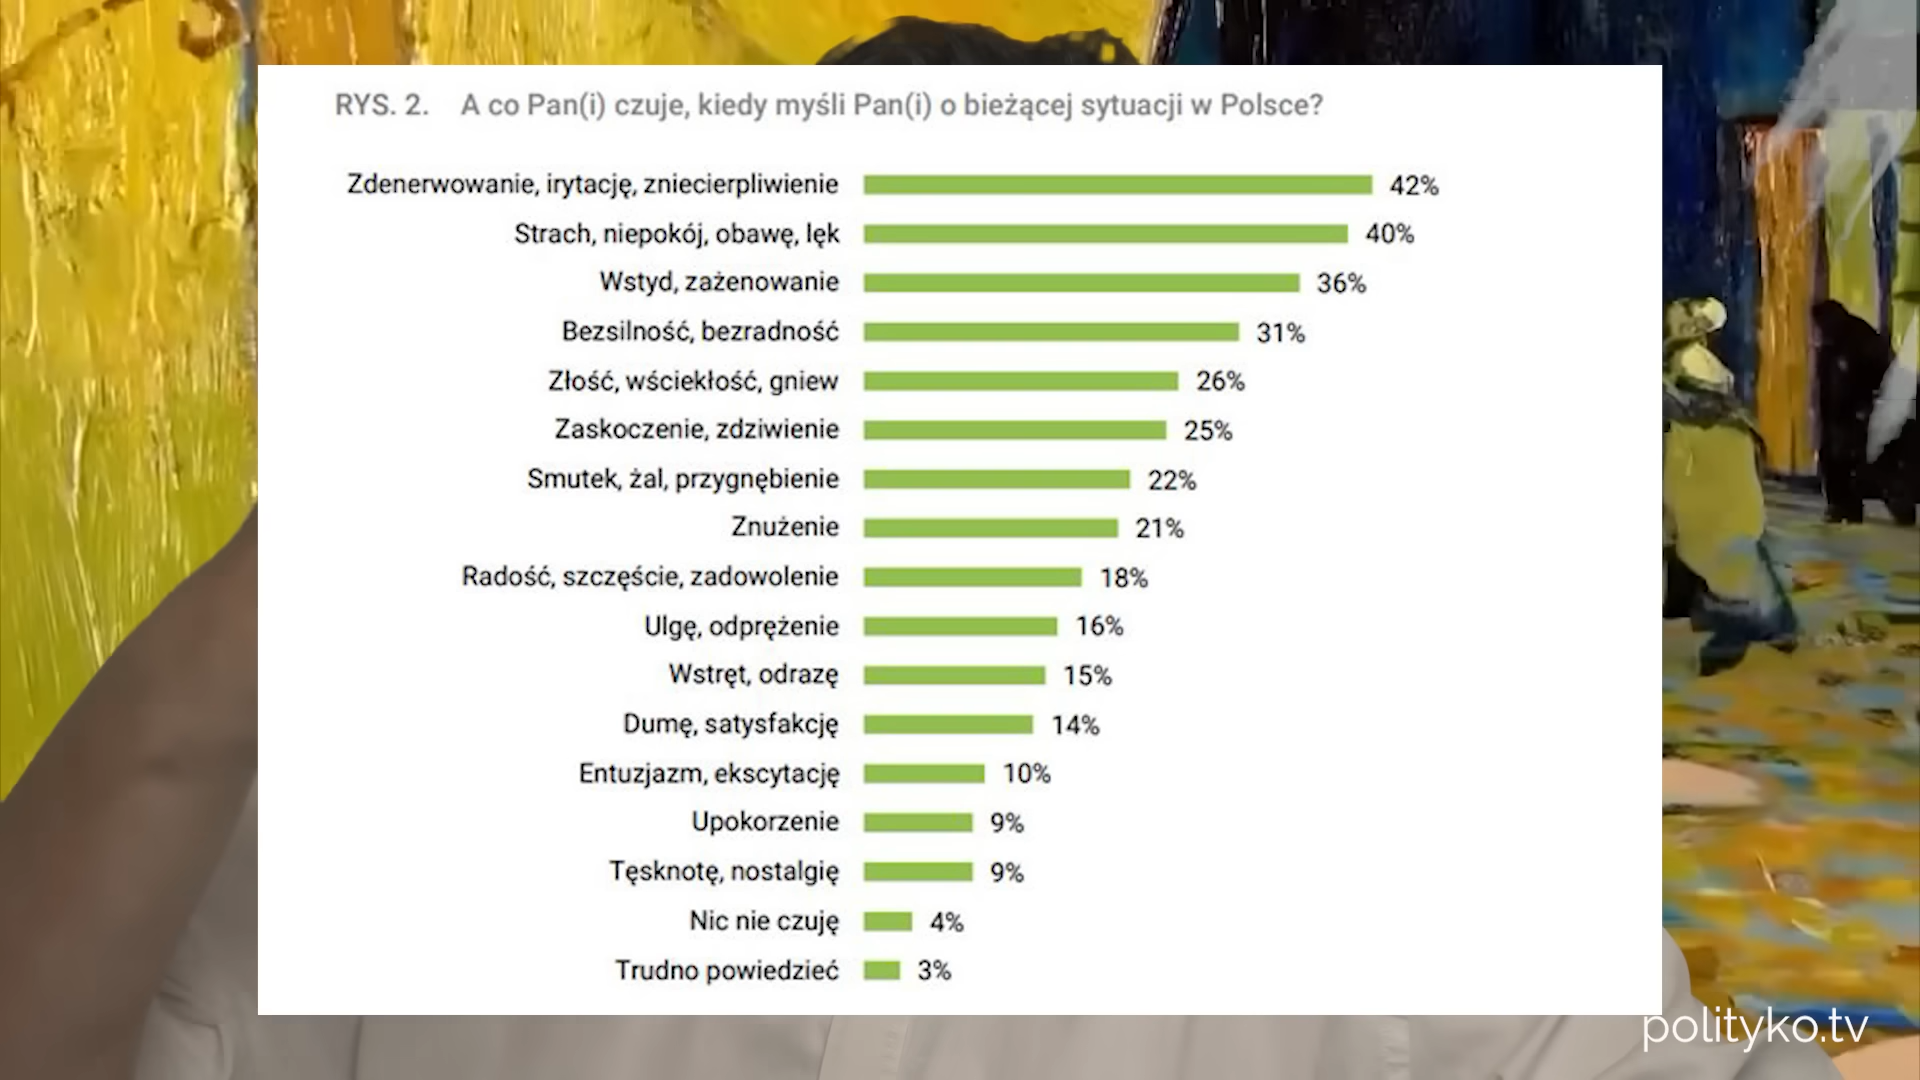 RYS. 2. A co Pan(i) czuje, kiedy myśli Pan(i) o bieżącej sytuacji w Polsce?
Zdenerwowanie, irytację, zniecierpliwienie 42%
Strach, niepokój, obawę, lęk 40%
Wstyd, zażenowanie 36%
Bezsilność, bezradność 31%
Złość, wściekłość, gniew 26%
Zaskoczenie, zdziwienie 25%
Smutek, żal, przygnębienie 22%
Znużenie 21%
Radość, szczęście, zadowolenie 18%
Ulgę, odprężenie 16%
Wstręt, odrazę 15%
Dumę, satysfakcję 14%
Entuzjazm, ekscytację 10%
Upokorzenie 9%
Tęsknotę, nostalgię 9%
Nic nie czuję 4%
Trudno powiedzieć 3%
polityko.tv